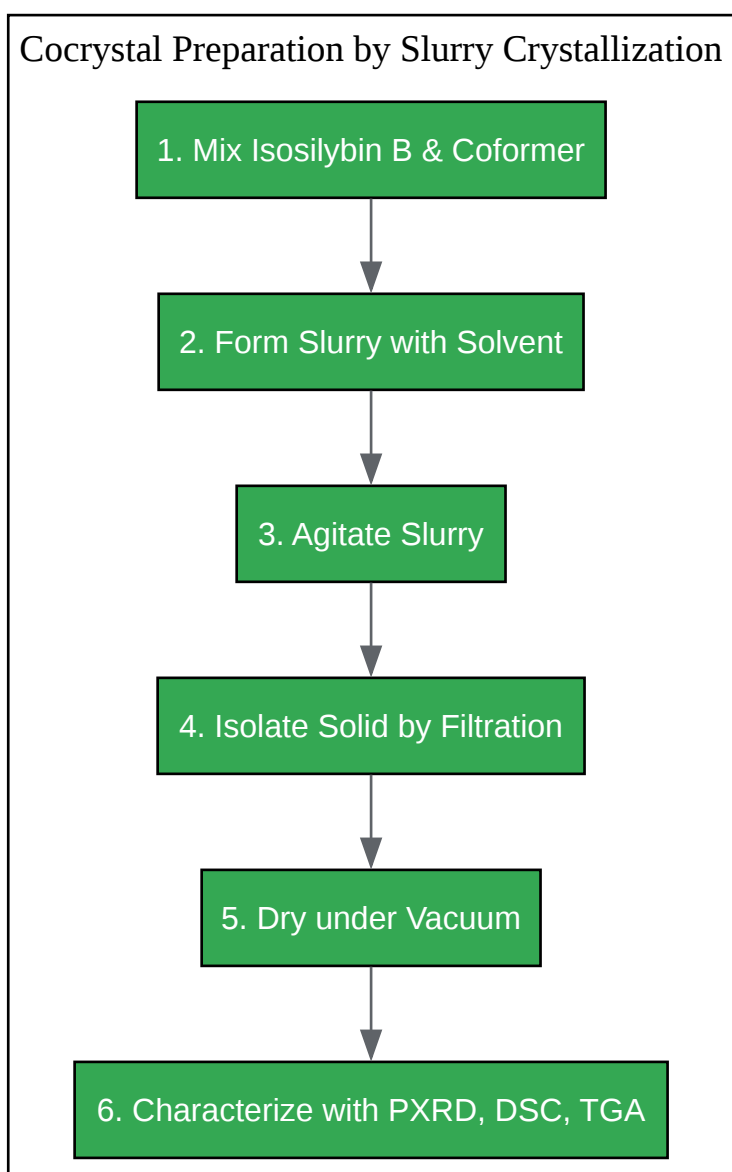 Cocrystal Preparation by Slurry Crystallization
1. Mix Isosilybin B & Coformer
2. Form Slurry with Solvent
3. Agitate Slurry
4. Isolate Solid by Filtration
5. Dry under Vacuum
6. Characterize with PXRD, DSC, TGA